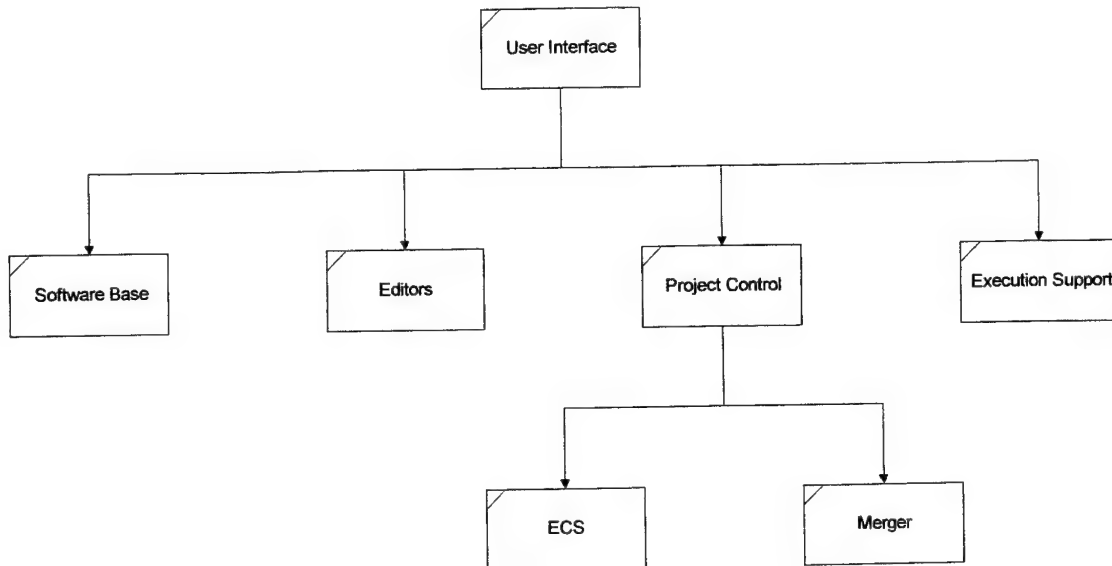 User Interface
Software Base
Editors
Project Control
Execution Support
ECS
Merger